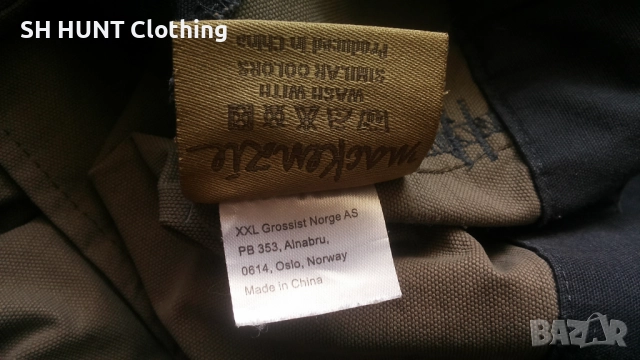 SH HUNT Clothing
Produced in China
SIMILAR COLORS
WASH WITH
mackenzie
XXL Grossist Norge AS
PB 353, Alnabru,
0614, Oslo, Norway
Made in China
BAZAR